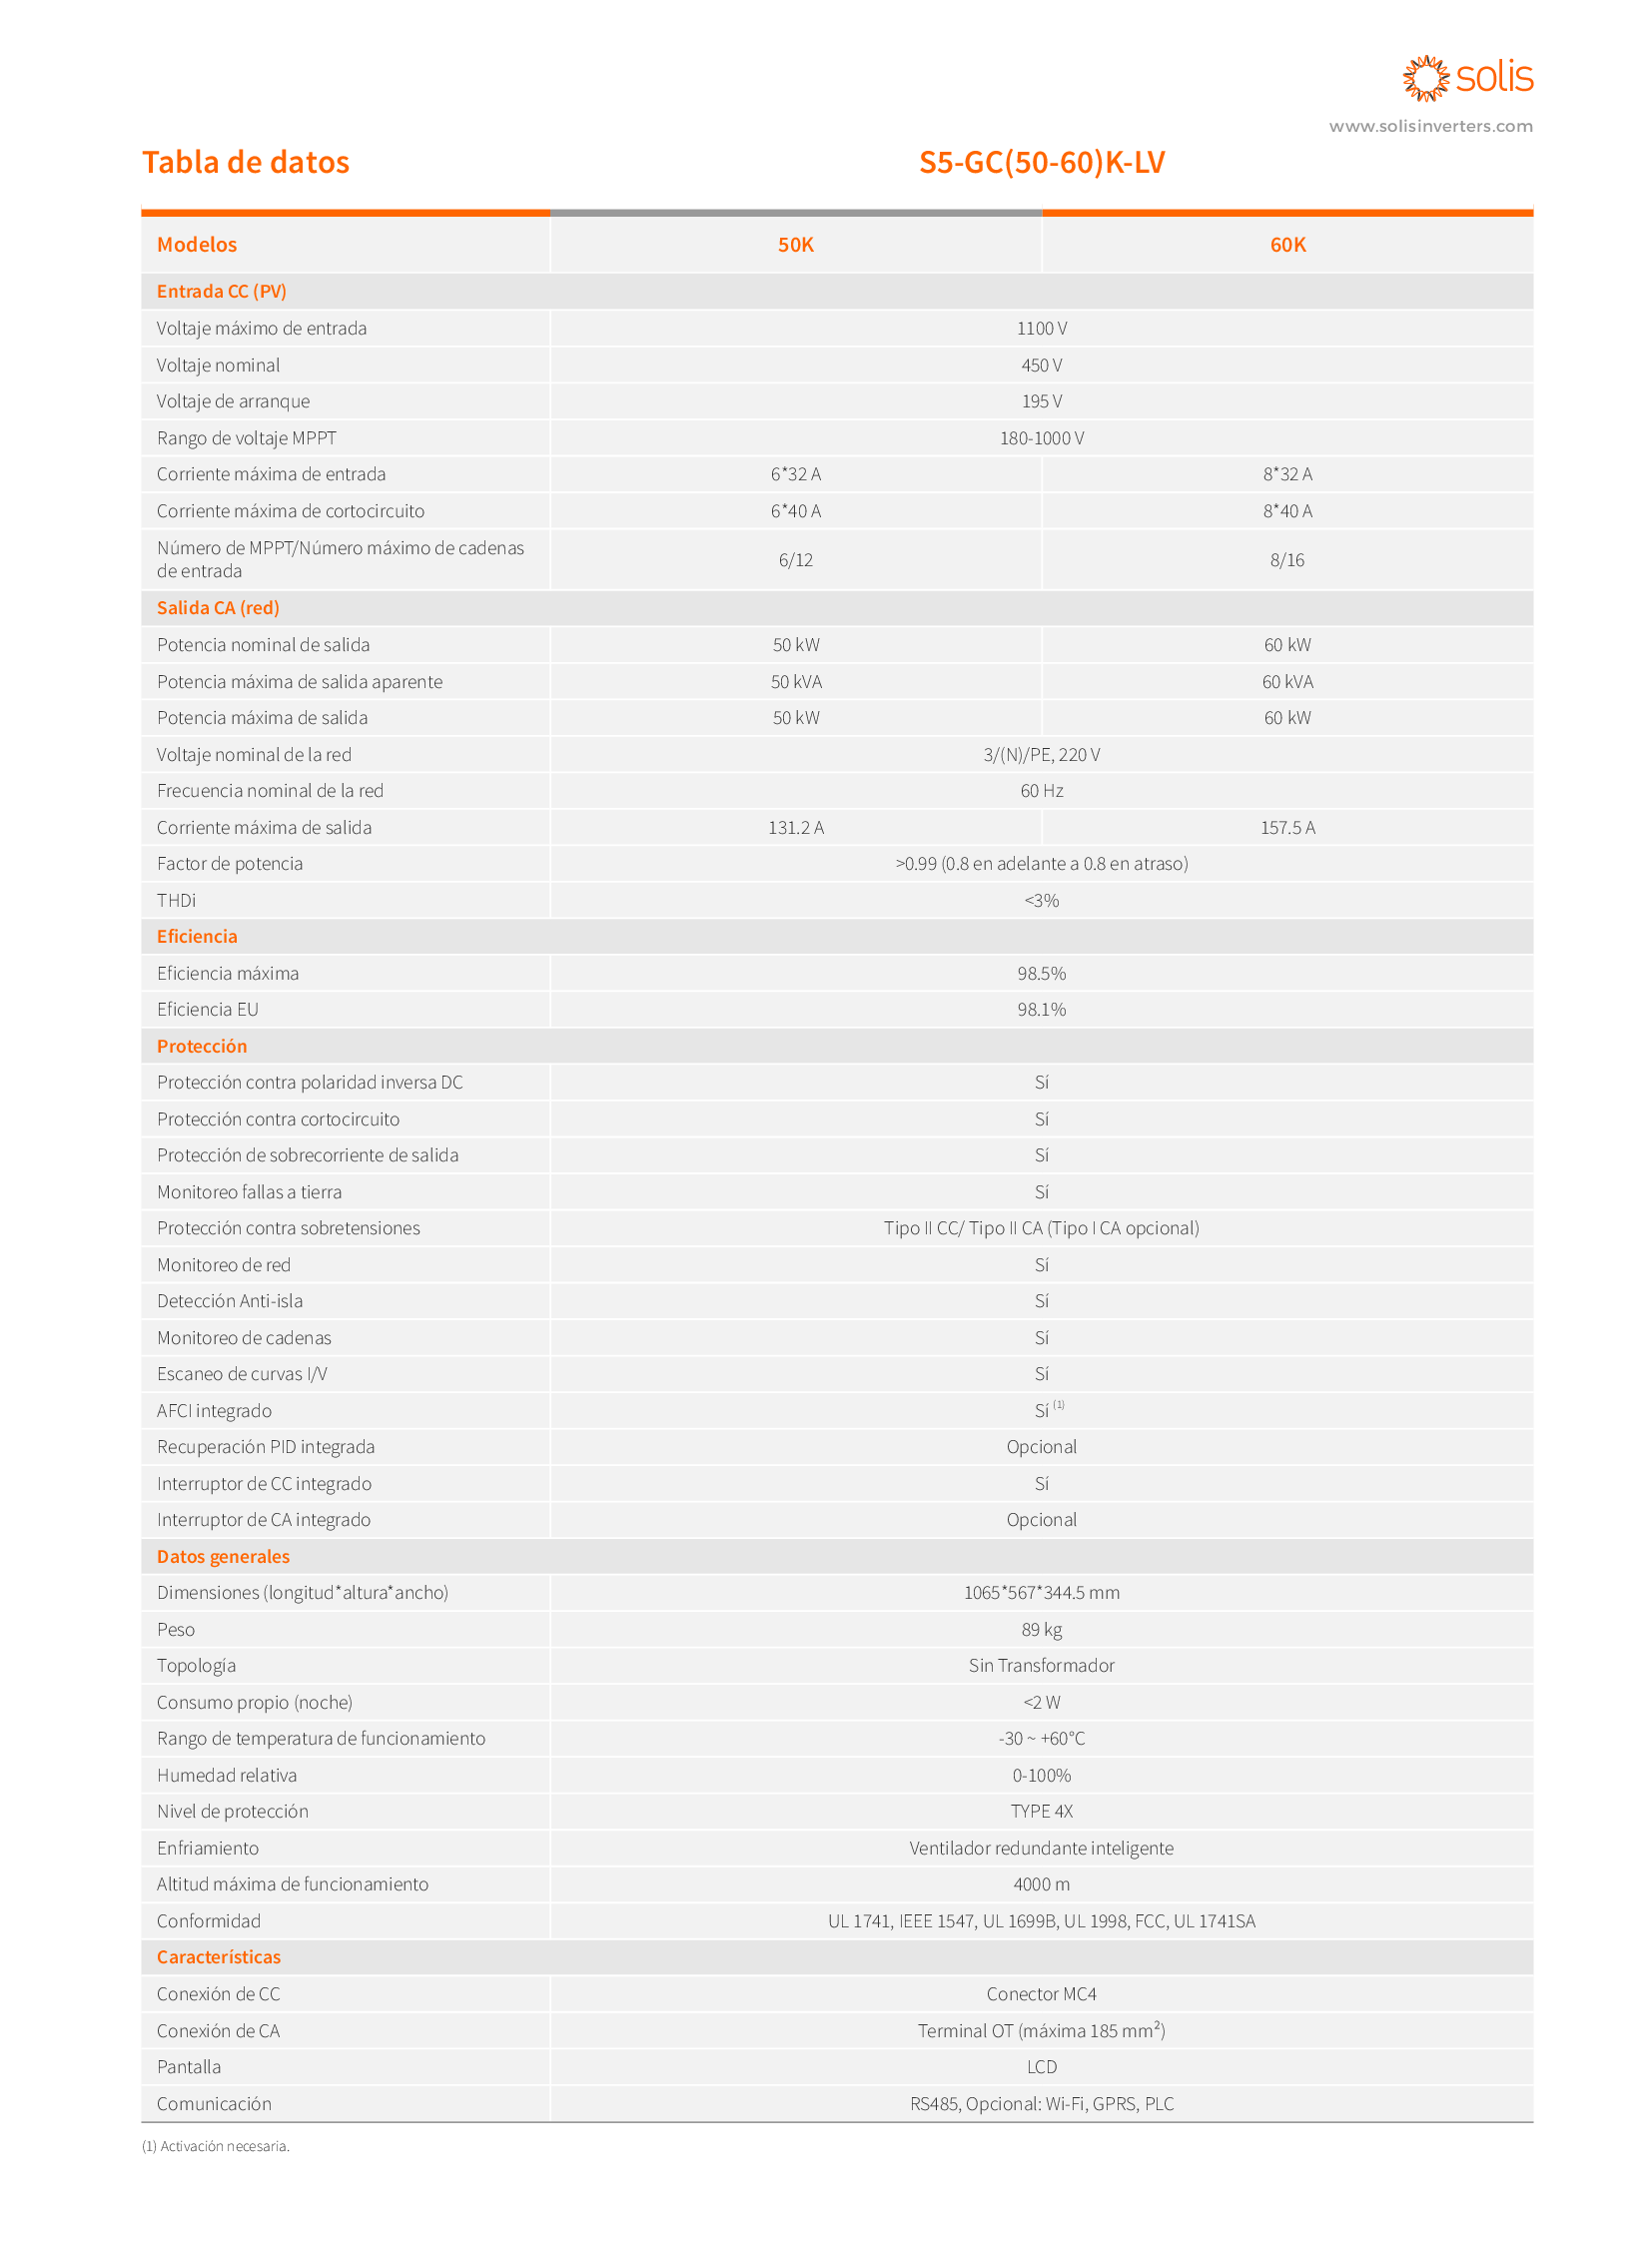 solis
www.solisinverters.com
Tabla de datos S5-GC(50-60)K-LV
Modelos 50K 60K
Entrada CC (PV)
Voltaje máximo de entrada 1100 V
Voltaje nominal 450 V
Voltaje de arranque 195 V
Rango de voltaje MPPT 180-1000 V
Corriente máxima de entrada 6*32 A 8*32 A
Corriente máxima de cortocircuito 6*40 A 8*40 A
Número de MPPT/Número máximo de cadenas
de entrada 6/12 8/16
Salida CA (red)
Potencia nominal de salida 50 kW 60 kW
Potencia máxima de salida aparente 50 kVA 60 kVA
Potencia máxima de salida 50 kW 60 kW
Voltaje nominal de la red 3/(N)/PE, 220 V
Frecuencia nominal de la red 60 Hz
Corriente máxima de salida 131.2 A 157.5 A
Factor de potencia >0.99 (0.8 en adelante a 0.8 en atraso)
THDi <3%
Eficiencia
Eficiencia máxima 98.5%
Eficiencia EU 98.1%
Protección
Protección contra polaridad inversa DC Sí
Protección contra cortocircuito Sí
Protección de sobrecorriente de salida Sí
Monitoreo fallas a tierra Sí
Protección contra sobretensiones Tipo II CC/ Tipo II CA (Tipo I CA opcional)
Monitoreo de red Sí
Detección Anti-isla Sí
Monitoreo de cadenas Sí
Escaneo de curvas I/V Sí
AFCI integrado Sí (1)
Recuperación PID integrada Opcional
Interruptor de CC integrado Sí
Interruptor de CA integrado Opcional
Datos generales
Dimensiones (longitud*altura*ancho) 1065*567*344.5 mm
Peso 89 kg
Topología Sin Transformador
Consumo propio (noche) <2 W
Rango de temperatura de funcionamiento -30 ~ +60°C
Humedad relativa 0-100%
Nivel de protección TYPE 4X
Enfriamiento Ventilador redundante inteligente
Altitud máxima de funcionamiento 4000 m
Conformidad UL 1741, IEEE 1547, UL 1699B, UL 1998, FCC, UL 1741SA
Características
Conexión de CC Conector MC4
Conexión de CA Terminal OT (máxima 185 mm²)
Pantalla LCD
Comunicación RS485, Opcional: Wi-Fi, GPRS, PLC
(1) Activación necesaria.